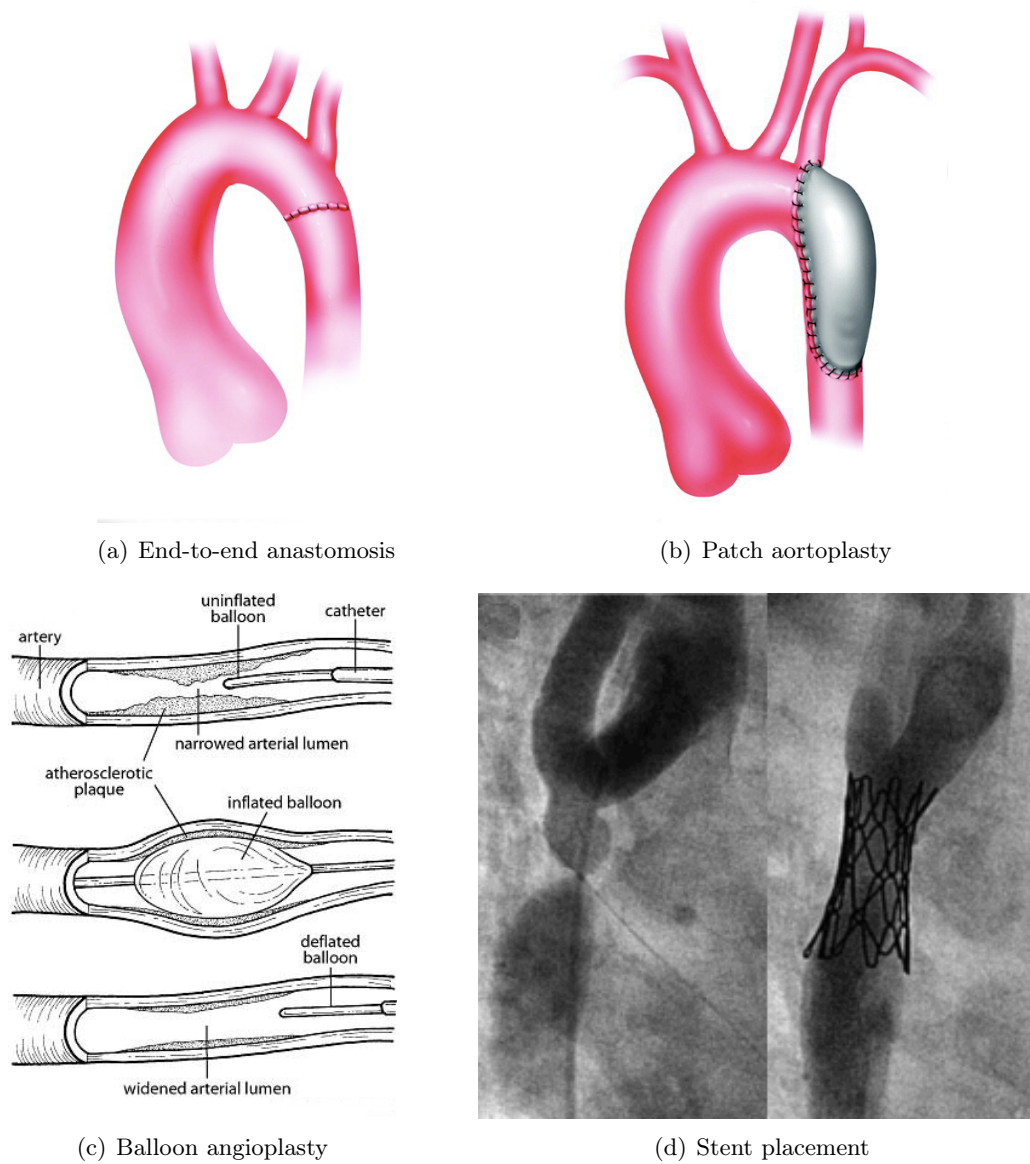 (a) End-to-end anastomosis
(b) Patch aortoplasty
uninflated
balloon
catheter
artery
narrowed arterial lumen
atherosclerotic
plaque
inflated balloon
deflated
balloon
widened arterial lumen
(c) Balloon angioplasty
(d) Stent placement